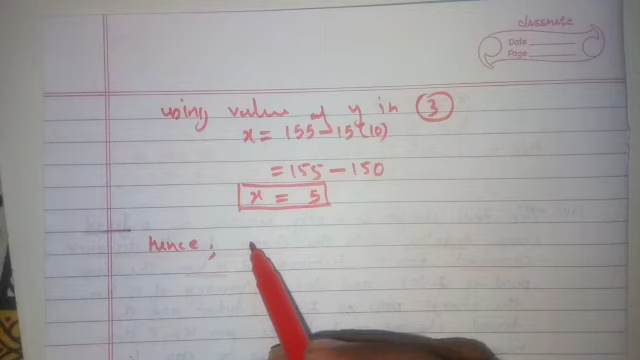 classmate
Date
Page
using value of y in 3
x = 155 - 15(10)
= 155 - 150
x = 5
hence;